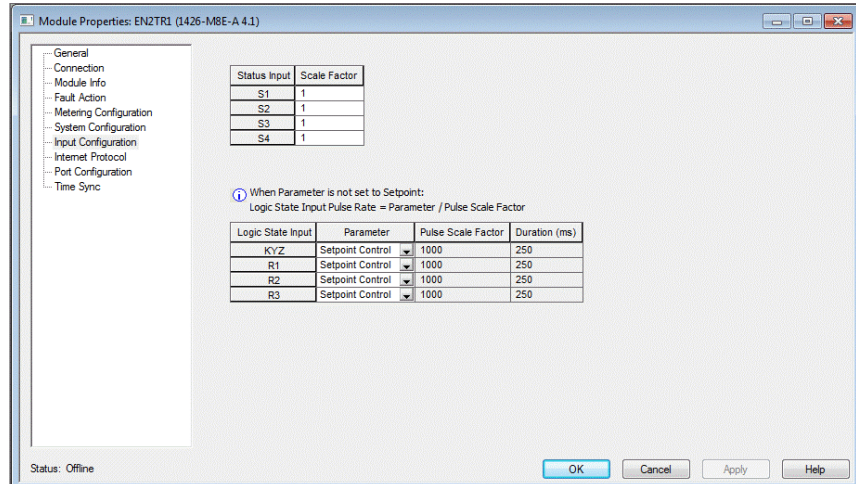 Module Properties: EN2TR1 (1426-M8E-A 4.1)
General
Connection
Module Info
Fault Action
Metering Configuration
System Configuration
Input Configuration
Internet Protocol
Port Configuration
Time Sync
Status Input Scale Factor
S1 1
S2 1
S3 1
S4 1
When Parameter is not set to Setpoint:
Logic State Input Pulse Rate = Parameter / Pulse Scale Factor
Logic State Input Parameter Pulse Scale Factor Duration (ms)
KYZ Setpoint Control 1000 250
R1 Setpoint Control 1000 250
R2 Setpoint Control 1000 250
R3 Setpoint Control 1000 250
Status: Offline
OK Cancel Apply Help